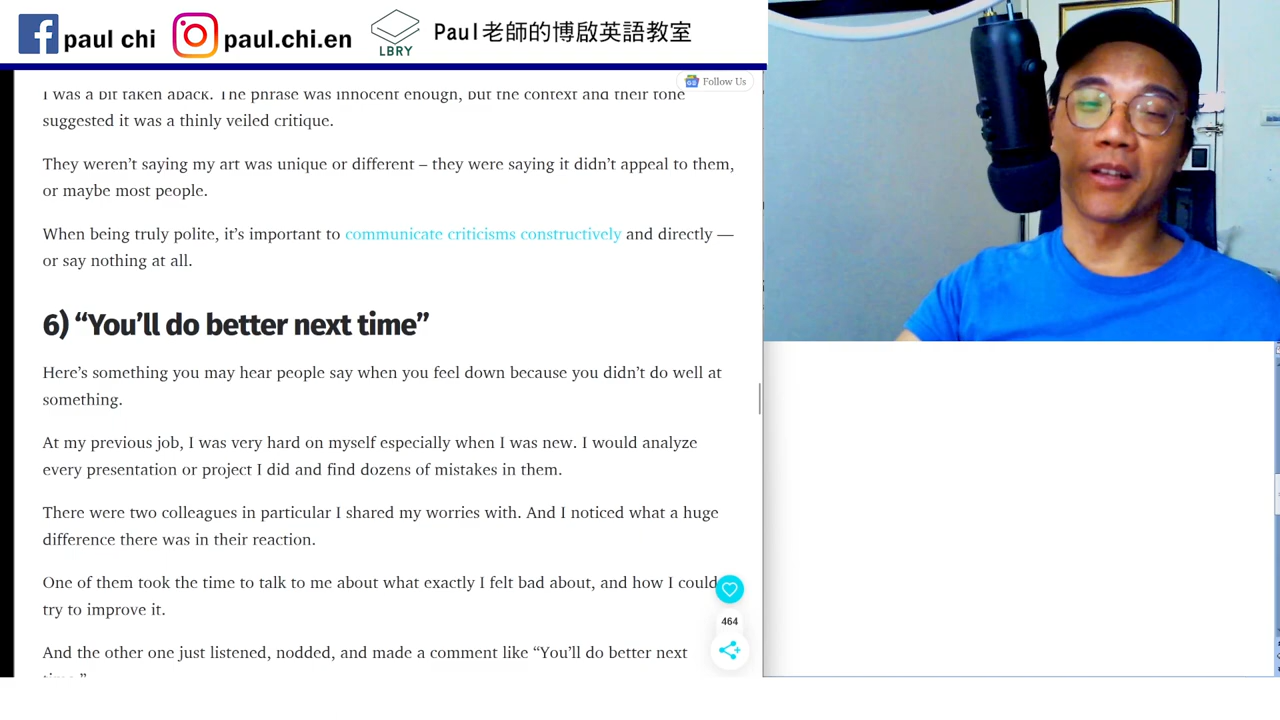 paul chi
paul.chi.en
LBRY
Paul老師的博啟英語教室
Follow Us
I was a bit taken aback. The phrase was innocent enough, but the context and their tone
suggested it was a thinly veiled critique.
They weren’t saying my art was unique or different – they were saying it didn’t appeal to them,
or maybe most people.
When being truly polite, it’s important to communicate criticisms constructively and directly —
or say nothing at all.
6) “You’ll do better next time”
Here’s something you may hear people say when you feel down because you didn’t do well at
something.
At my previous job, I was very hard on myself especially when I was new. I would analyze
every presentation or project I did and find dozens of mistakes in them.
There were two colleagues in particular I shared my worries with. And I noticed what a huge
difference there was in their reaction.
One of them took the time to talk to me about what exactly I felt bad about, and how I could
try to improve it.
464
And the other one just listened, nodded, and made a comment like “You’ll do better next
time.”